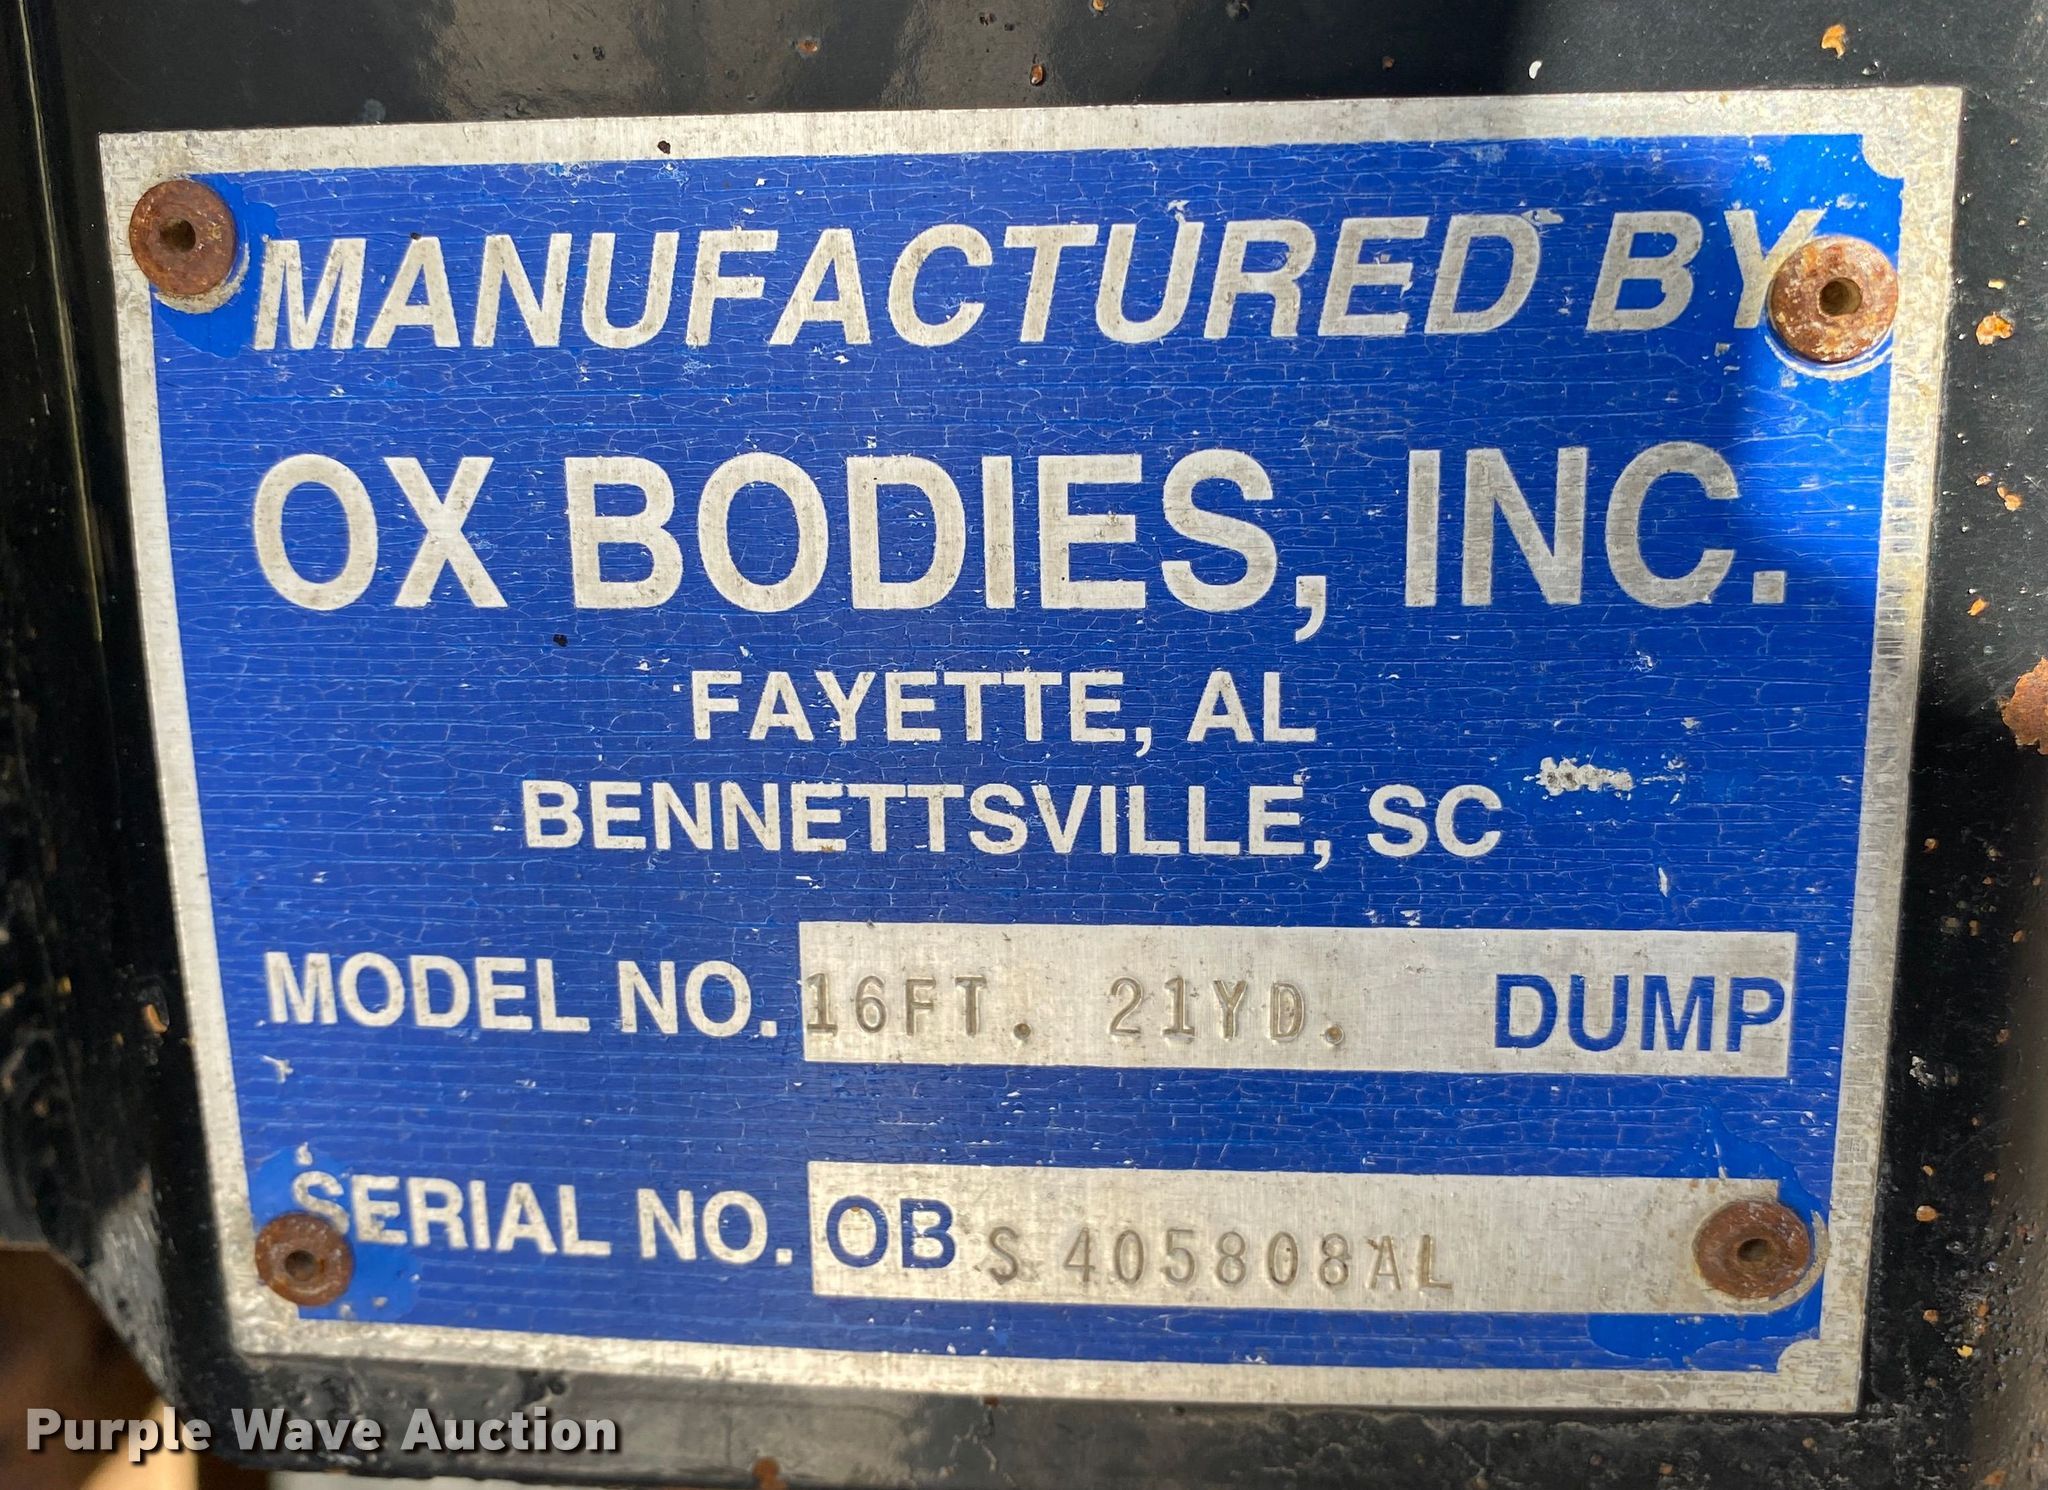 MANUFACTURED BY
OX BODIES, INC.
FAYETTE, AL
BENNETTSVILLE, SC
MODEL NO. 16FT. 21YD. DUMP
SERIAL NO. OB S 405808AL
Purple Wave Auction